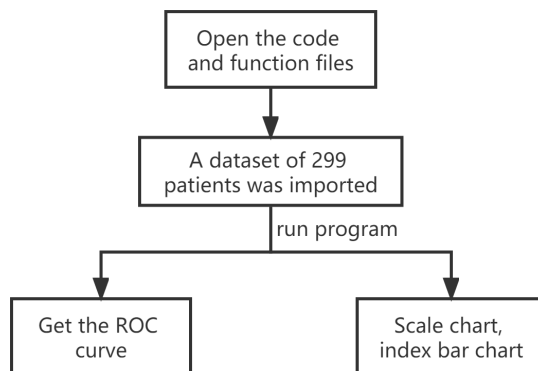 Open the code
and function files
A dataset of 299
patients was imported
run program
Get the ROC
curve
Scale chart,
index bar chart